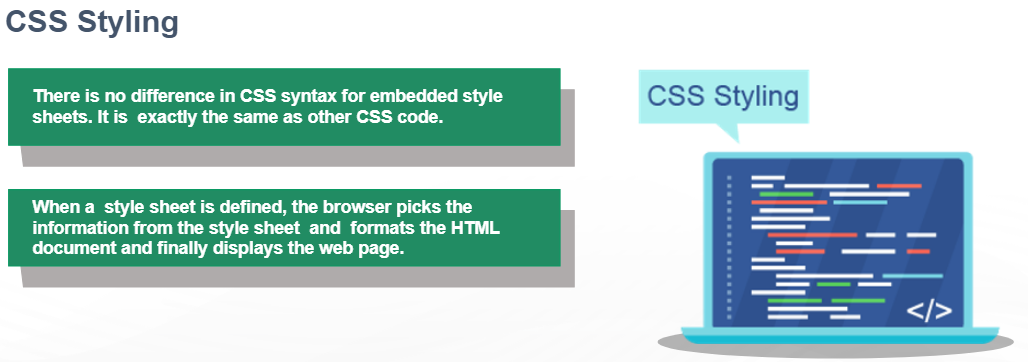 CSS Styling
There is no difference in CSS syntax for embedded style
sheets. It is  exactly the same as other CSS code.
When a  style sheet is defined, the browser picks the
information from the style sheet  and  formats the HTML
document and finally displays the web page.
CSS Styling
</>